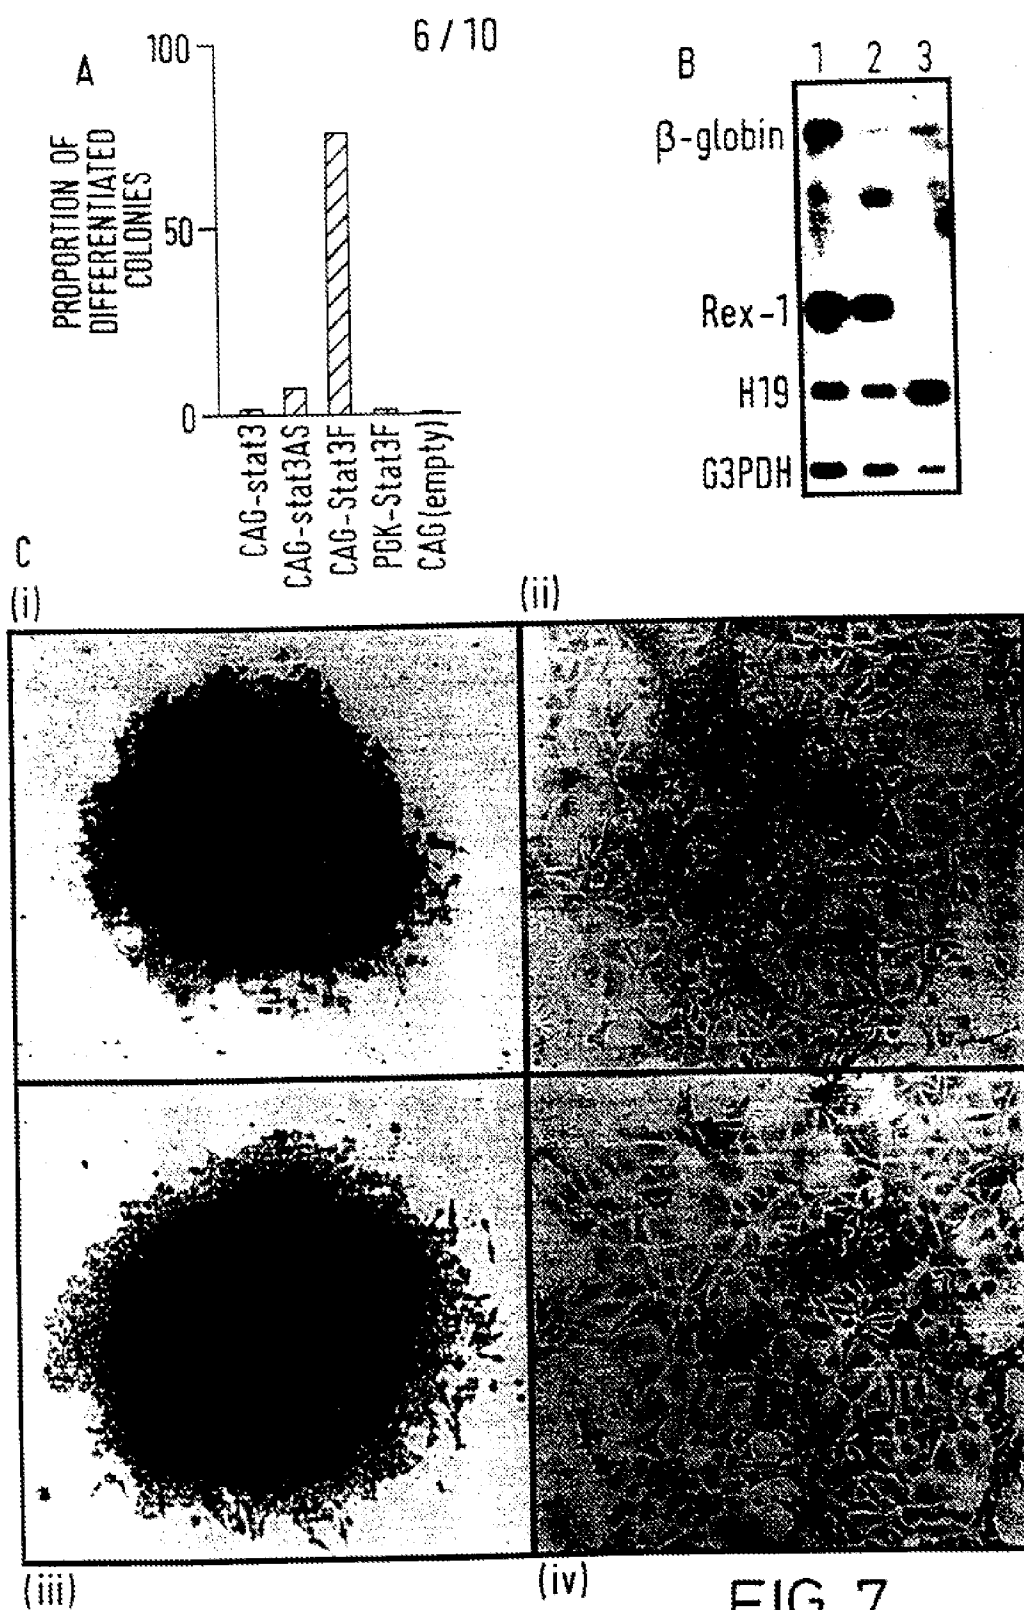 6 / 10
A
100
50
0
PROPORTION OF
DIFFERENTIATED
COLONIES
CAG-stat3
CAG-stat3AS
CAG-Stat3F
PGK-Stat3F
CAG(empty)
B
1 2 3
β-globin
Rex-1
H19
G3PDH
C
(i)
(ii)
(iii)
(iv)
FIG. 7